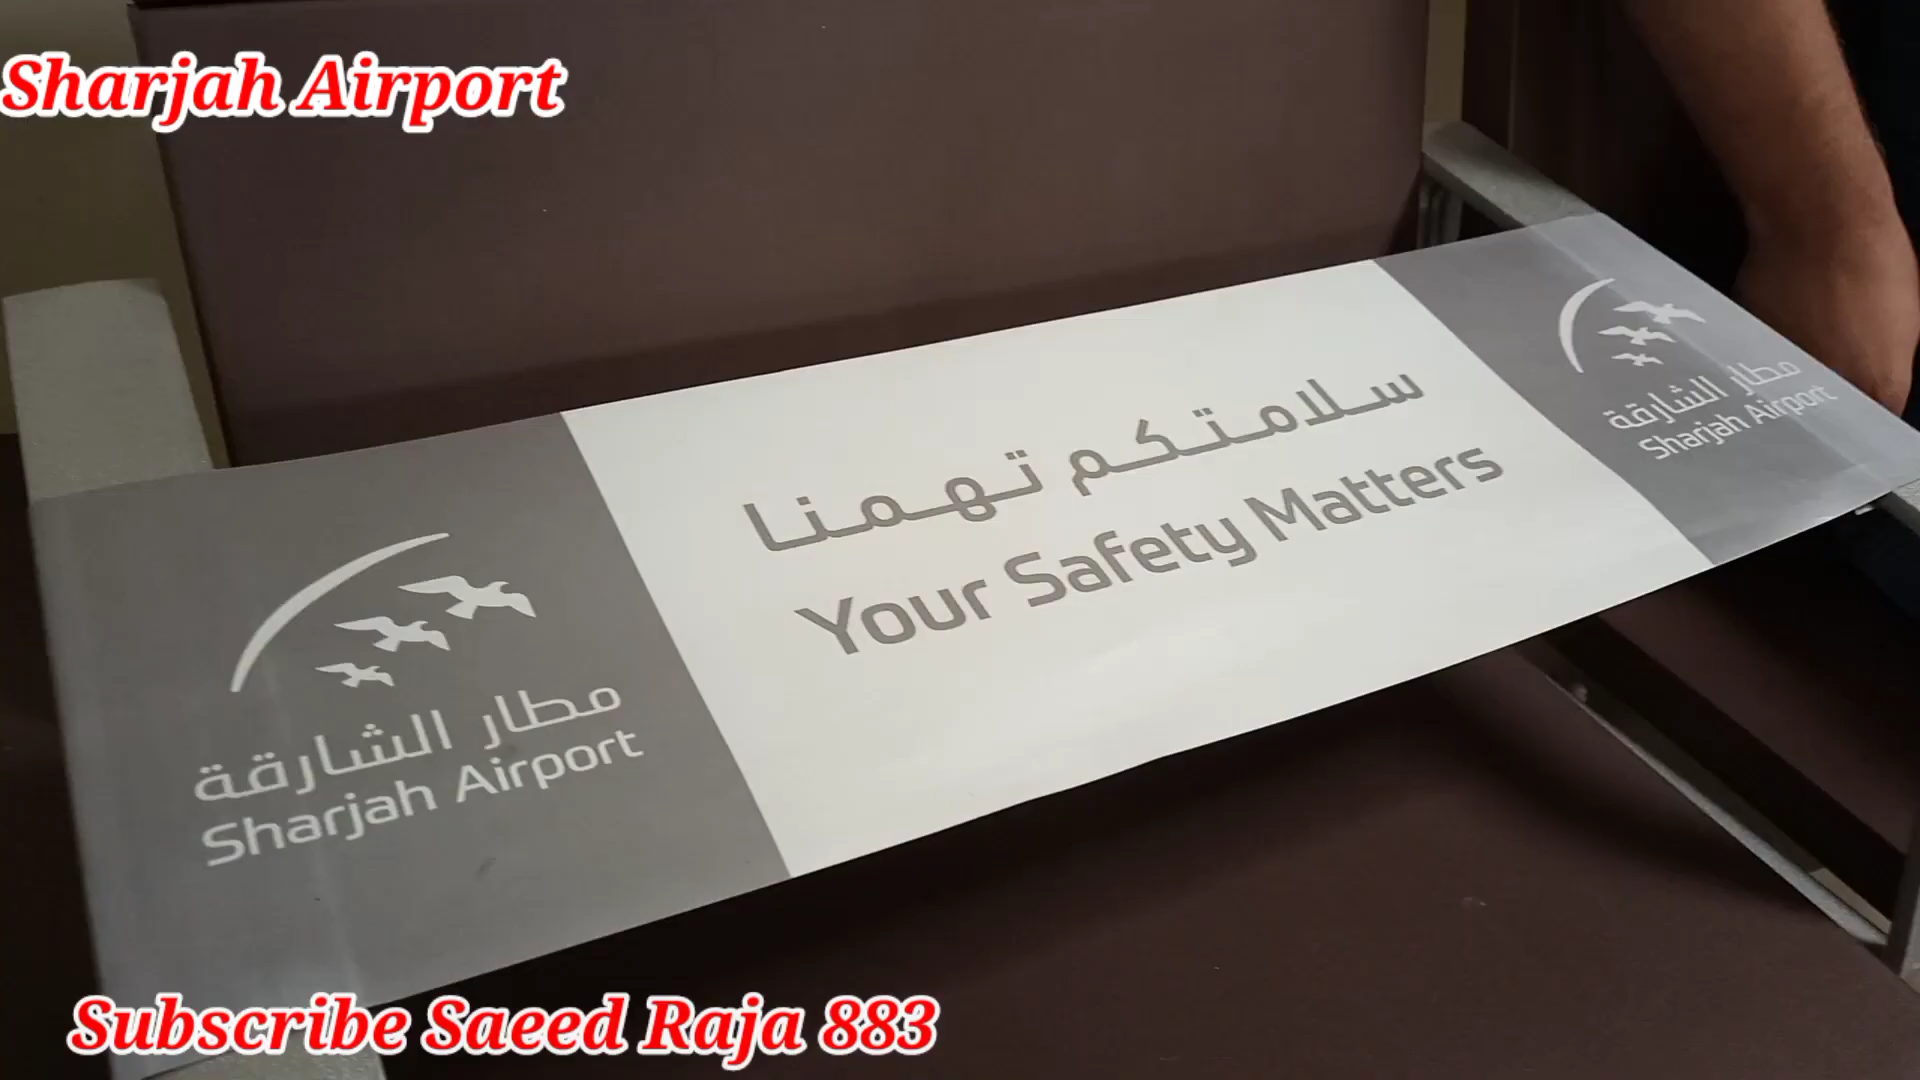 Sharjah Airport
سلامتكم تهمنا
Your Safety Matters
مطار الشارقة
Sharjah Airport
مطار الشارقة
Sharjah Airport
Subscribe Saeed Raja 883